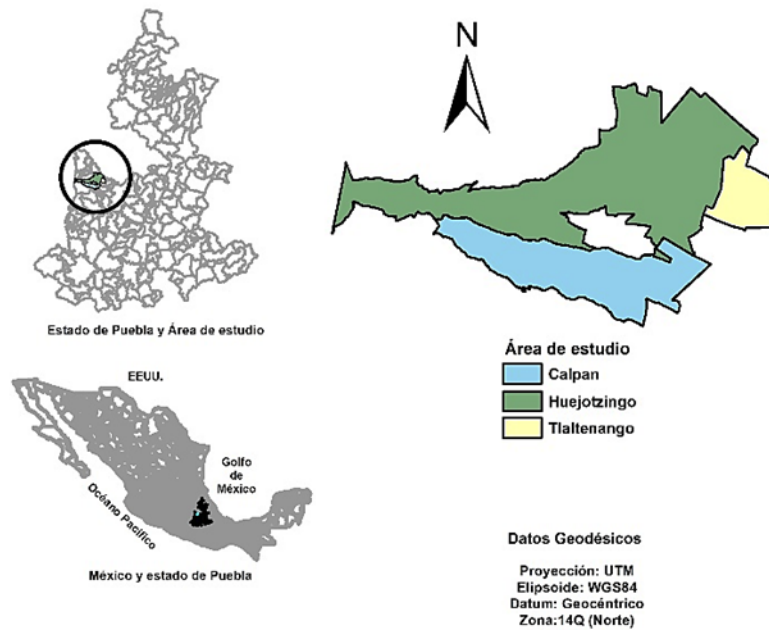 N
Estado de Puebla y Área de estudio
Área de estudio
Calpan
Huejotzingo
Tlaltenango
EEUU.
Golfo
de
México
Océano Pacífico
México y estado de Puebla
Datos Geodésicos
Proyección: UTM
Elipsoide: WGS84
Datum: Geocéntrico
Zona:14Q (Norte)